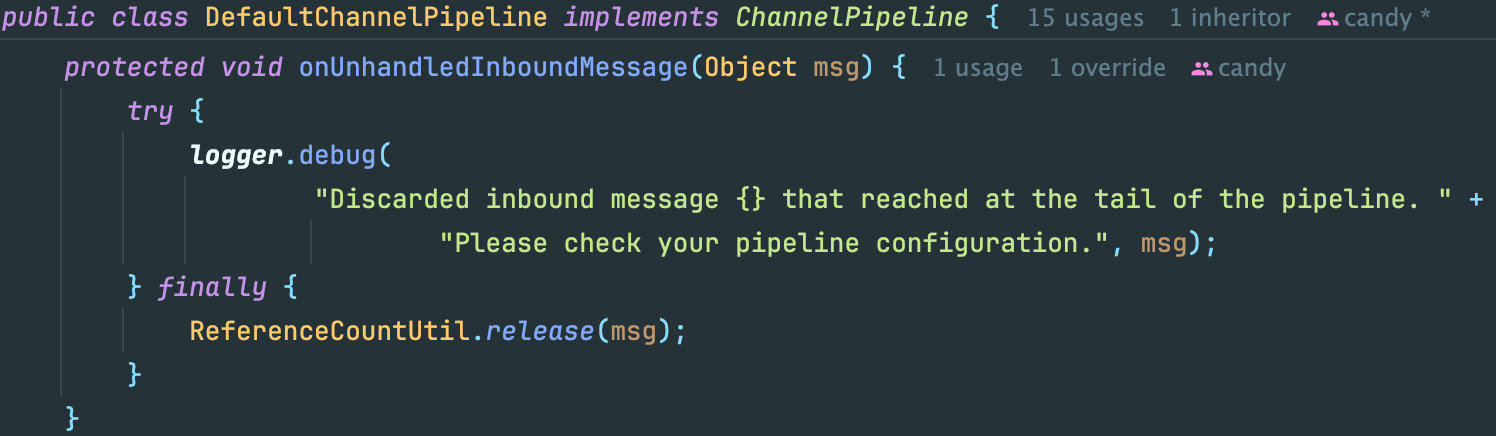 public class DefaultChannelPipeline implements ChannelPipeline { 15 usages 1 inheritor candy *
protected void onUnhandledInboundMessage(Object msg) { 1 usage 1 override candy
try {
logger.debug(
"Discarded inbound message {} that reached at the tail of the pipeline. " +
"Please check your pipeline configuration.", msg);
} finally {
ReferenceCountUtil.release(msg);
}
}